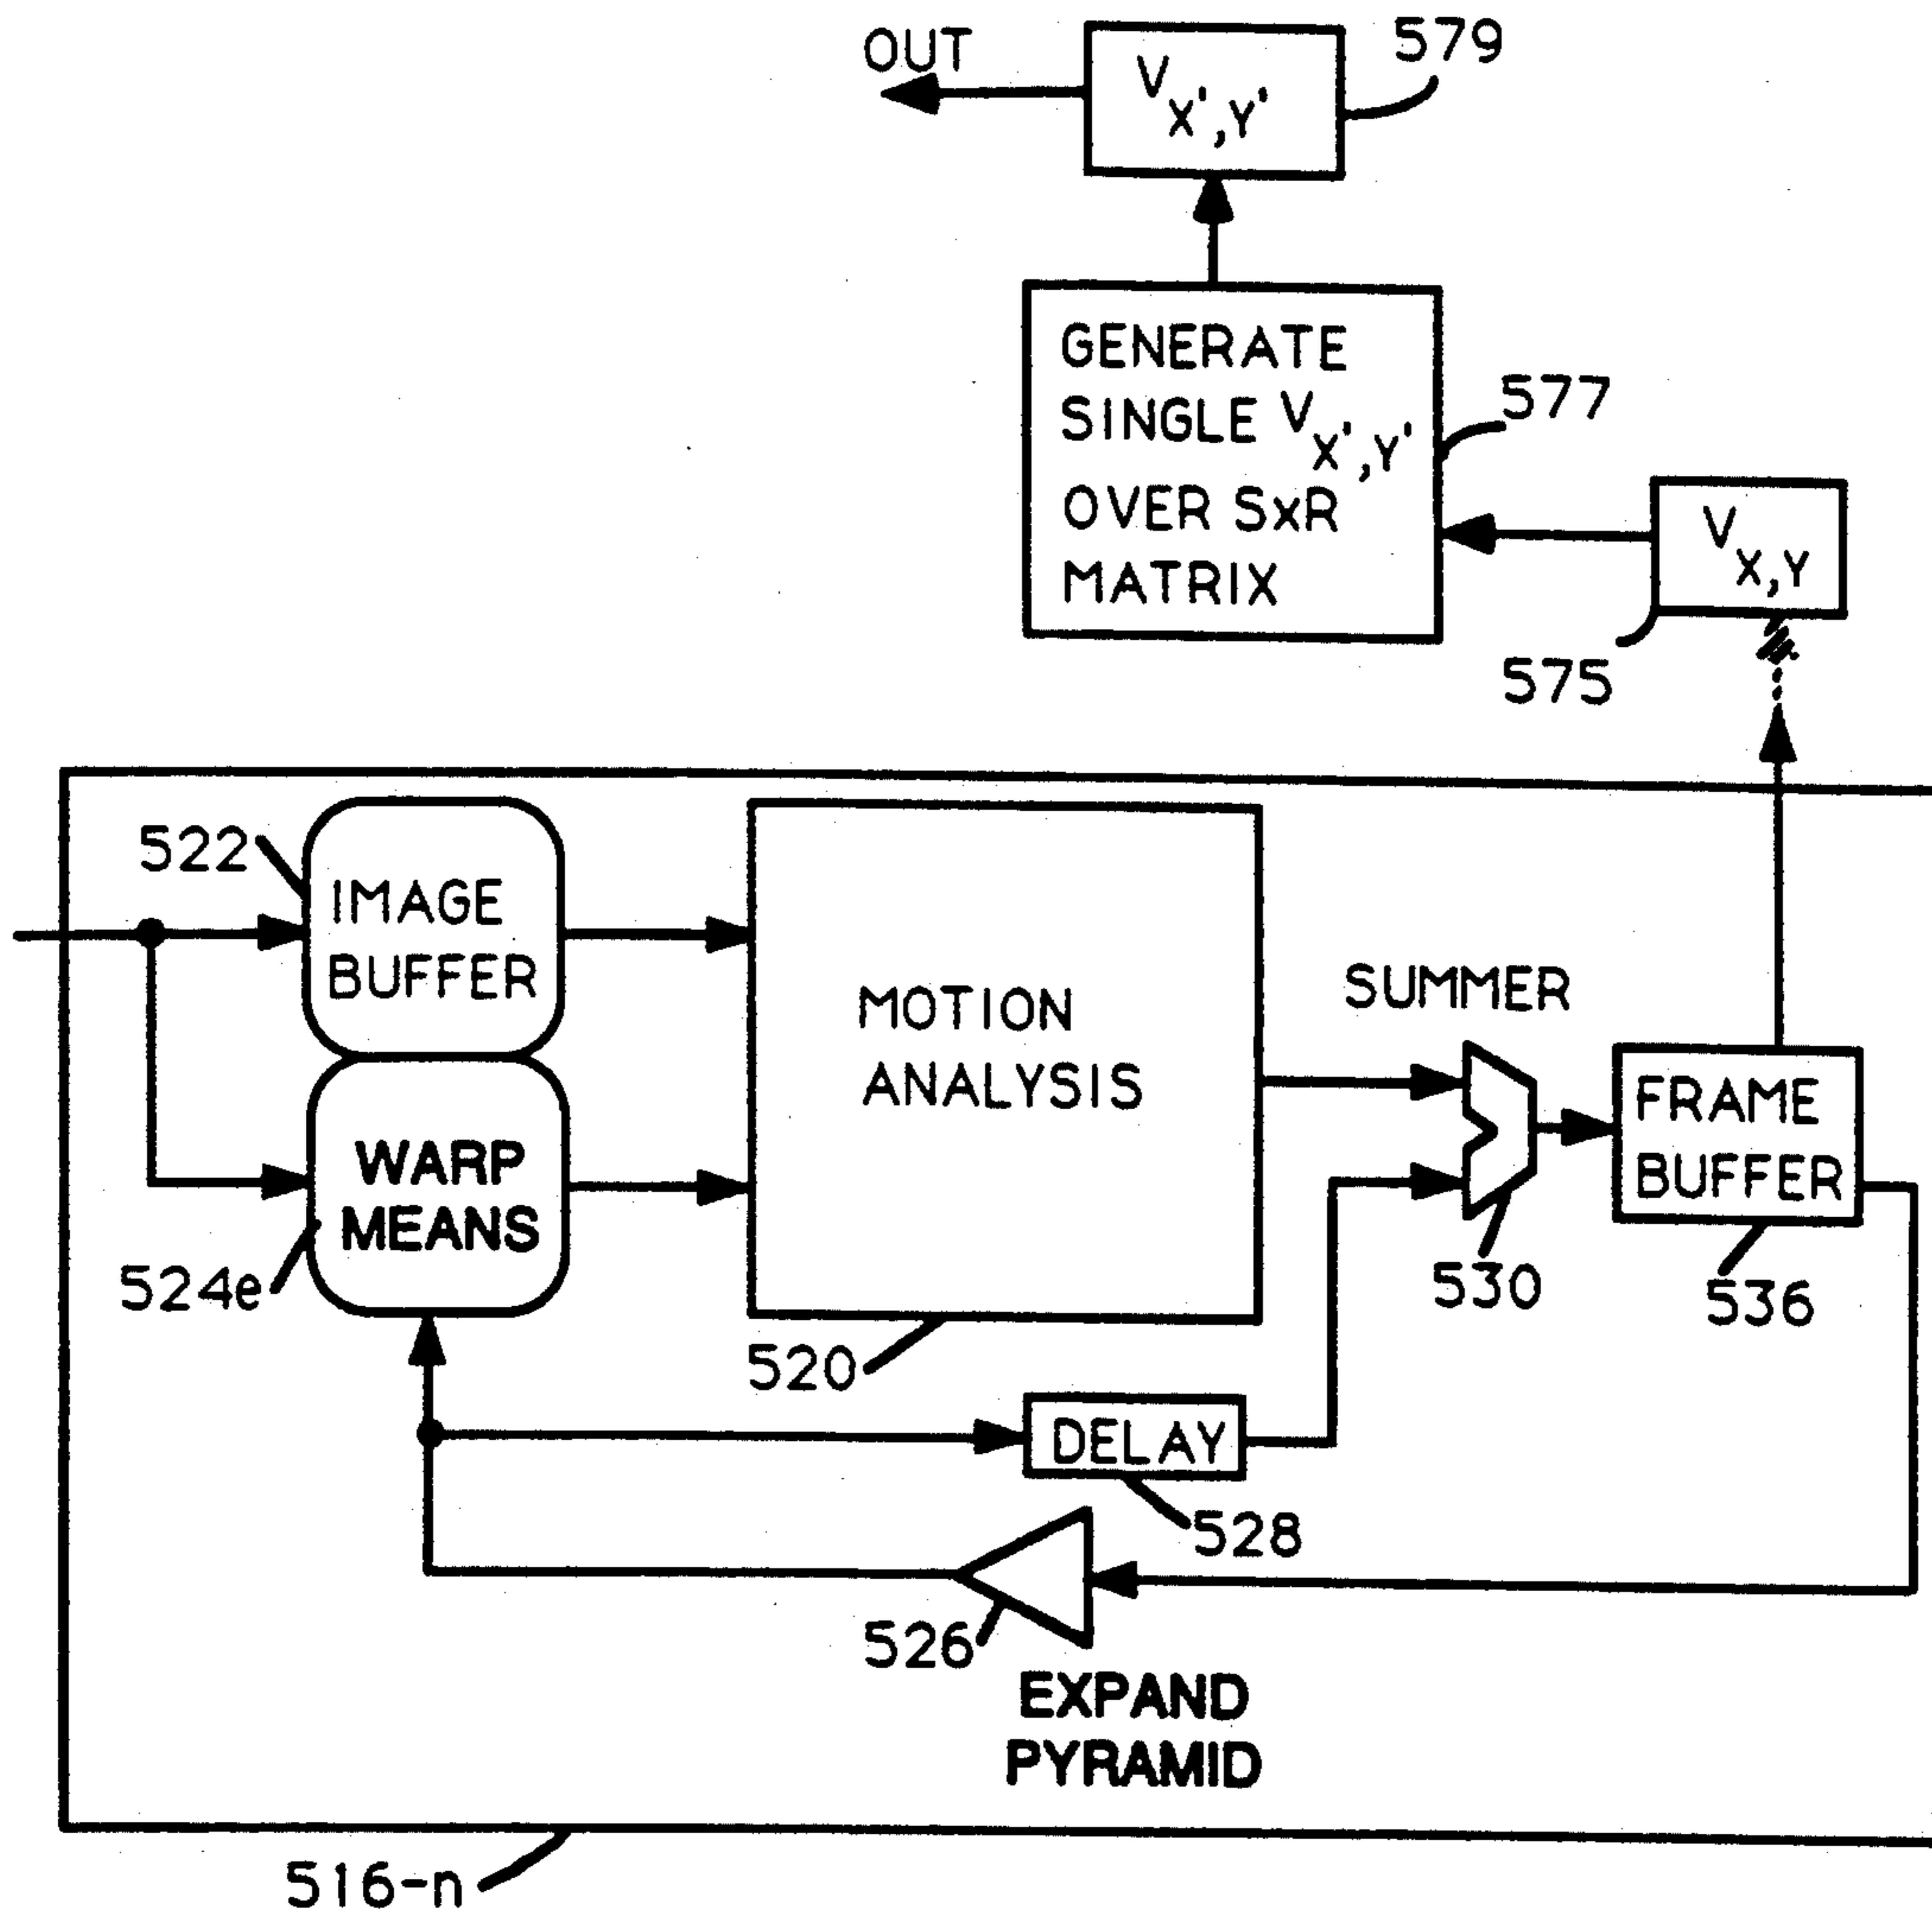 OUT
579
V X',Y'
GENERATE
SINGLE V X',Y'
OVER SxR
MATRIX
577
V X,Y
575
522
IMAGE
BUFFER
MOTION
ANALYSIS
SUMMER
FRAME
BUFFER
WARP
MEANS
524e
530
536
520
DELAY
528
526
EXPAND
PYRAMID
516-n